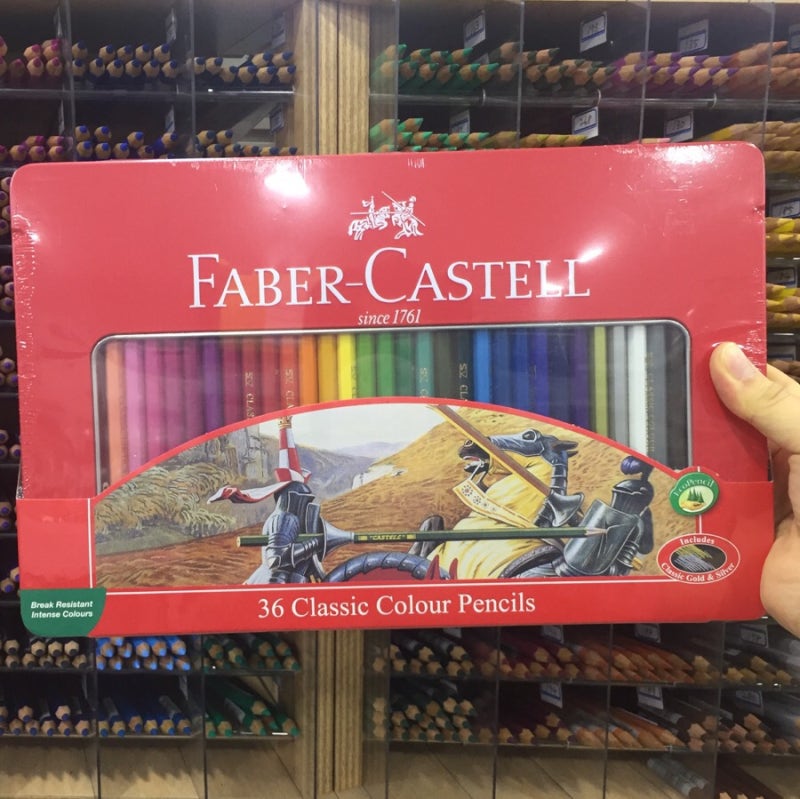 FABER-CASTELL
since 1761
"CASTELL"
EcoPencil
Includes
Classic Gold & Silver
Break Resistant
Intense Colours
36 Classic Colour Pencils